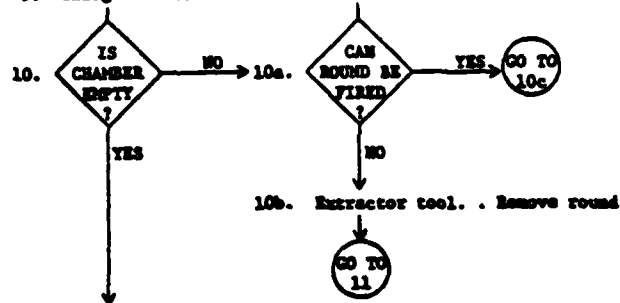 10.
IS
CHAMBER
EMPTY
?
NO
10a.
CAN
ROUND BE
FIRED
?
YES
GO TO
10c
YES
NO
10b. Extractor tool. . Remove round
GO TO
11